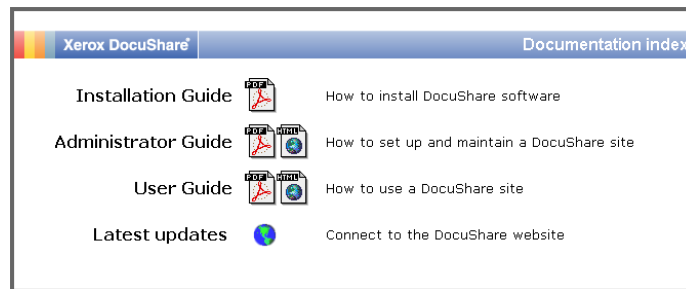 Xerox DocuShare® Documentation index
Installation Guide PDF How to install DocuShare software
Administrator Guide PDF HTML How to set up and maintain a DocuShare site
User Guide PDF HTML How to use a DocuShare site
Latest updates Connect to the DocuShare website